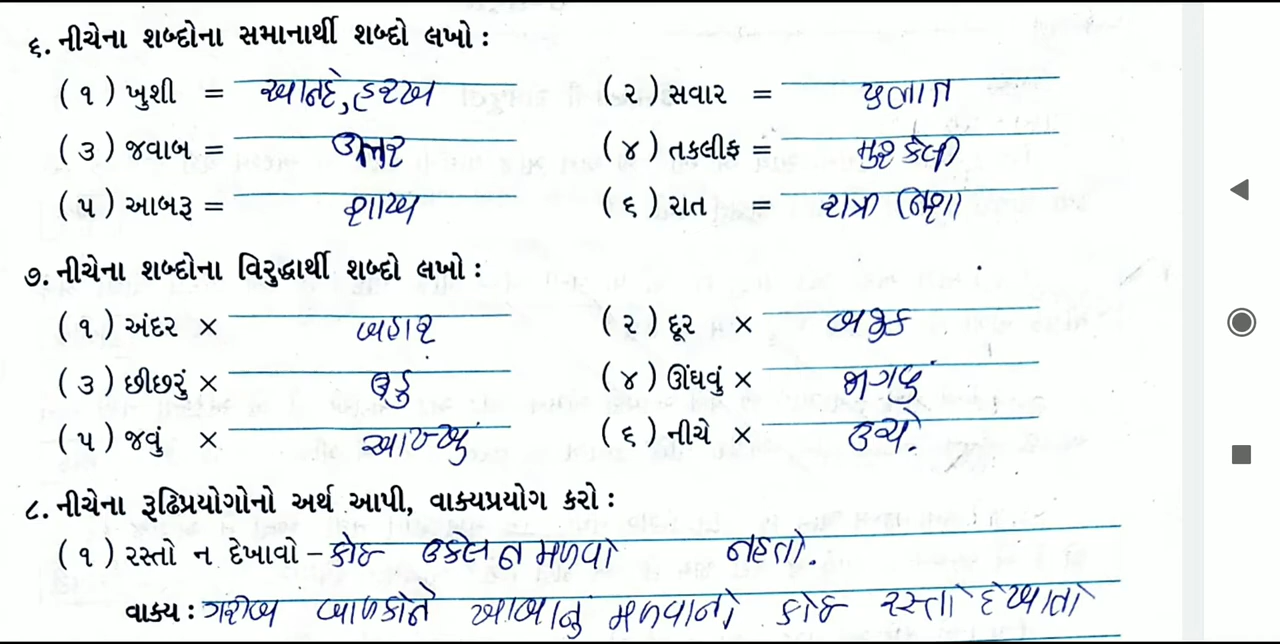 ૬. નીચેના શબ્દોના સમાનાર્થી શબ્દો લખો :
(૧) ખુશી = આનદે, હરખ (૨) સવાર = પ્રભાત
(૩) જવાબ = ઉત્તર (૪) તકલીફ = મુશ્કેલી
(૫) આબરૂ = શાખ (૬) રાત = રાત્રી નિશા
૭. નીચેના શબ્દોના વિરુદ્ધાર્થી શબ્દો લખો :
(૧) અંદર × બહાર (૨) દૂર × નજીક
(૩) છીછરું × ઊંડુ (૪) ઊંઘવું × જાગવું
(૫) જવું × આવવું (૬) નીચે × ઉચે.
૮. નીચેના રૂઢિપ્રયોગોનો અર્થ આપી, વાક્યપ્રયોગ કરો :
(૧) રસ્તો ન દેખાવો – કોઈ ઉકેલ ન મળવો નહતો.
વાક્ય : ગરીબ બાળકોને ખાબાનું મળવાનો કોઈ રસ્તો દેખાતો